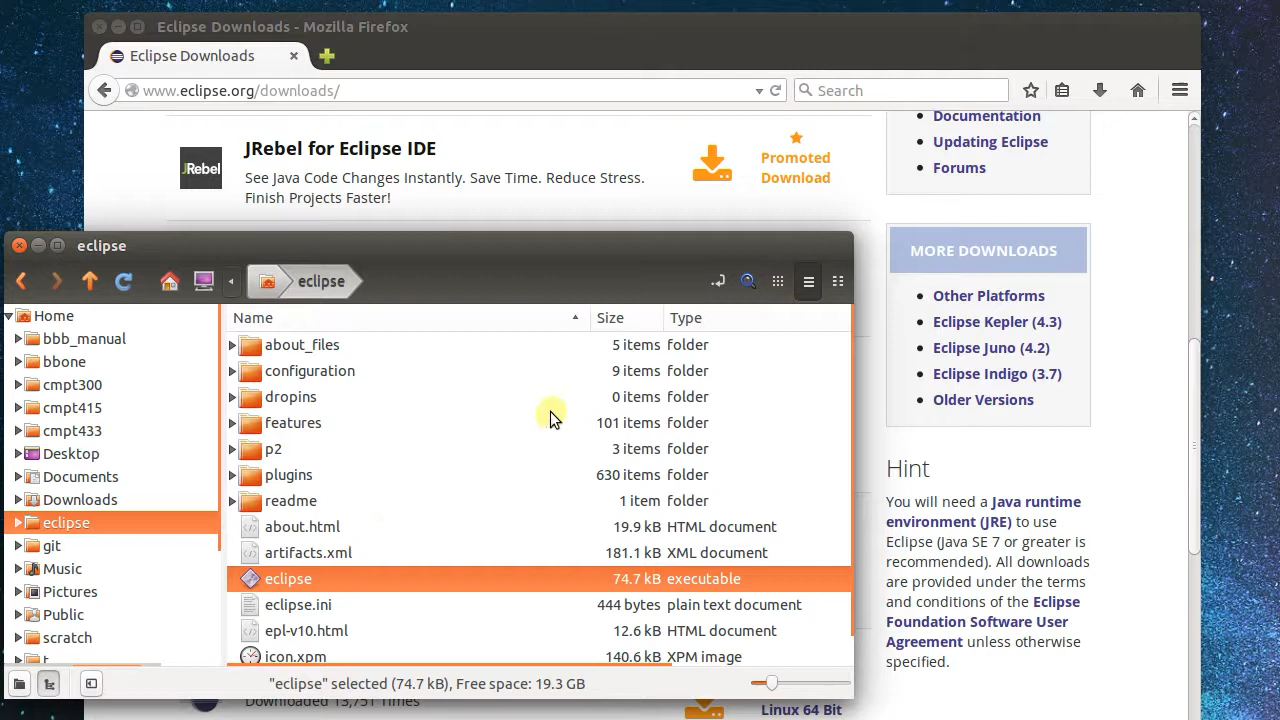 Eclipse Downloads - Mozilla Firefox
Eclipse Downloads
www.eclipse.org/downloads/
Search
Documentation
Updating Eclipse
Forums
JRebel
JRebel for Eclipse IDE
See Java Code Changes Instantly. Save Time. Reduce Stress.
Finish Projects Faster!
Promoted
Download
MORE DOWNLOADS
Other Platforms
Eclipse Kepler (4.3)
Eclipse Juno (4.2)
Eclipse Indigo (3.7)
Older Versions
Hint
You will need a Java runtime
environment (JRE) to use
Eclipse (Java SE 7 or greater is
recommended). All downloads
are provided under the terms
and conditions of the Eclipse
Foundation Software User
Agreement unless otherwise
specified.
eclipse
eclipse
Home
bbb_manual
bbone
cmpt300
cmpt415
cmpt433
Desktop
Documents
Downloads
eclipse
git
Music
Pictures
Public
scratch
Name Size Type
about_files 5 items folder
configuration 9 items folder
dropins 0 items folder
features 101 items folder
p2 3 items folder
plugins 630 items folder
readme 1 item folder
about.html 19.9 kB HTML document
artifacts.xml 181.1 kB XML document
eclipse 74.7 kB executable
eclipse.ini 444 bytes plain text document
epl-v10.html 12.6 kB HTML document
icon.xpm 140.6 kB XPM image
"eclipse" selected (74.7 kB), Free space: 19.3 GB
Downloaded 13,751 Times
Linux 64 Bit